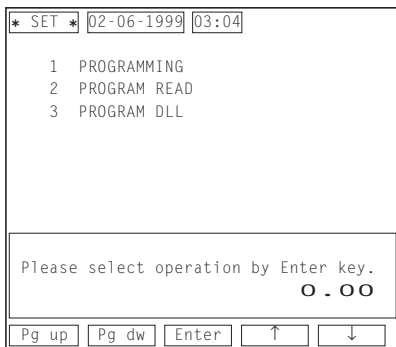 * SET * 02-06-1999 03:04
1 PROGRAMMING
2 PROGRAM READ
3 PROGRAM DLL
Please select operation by Enter key.
0.00
Pg up Pg dw Enter ↑ ↓